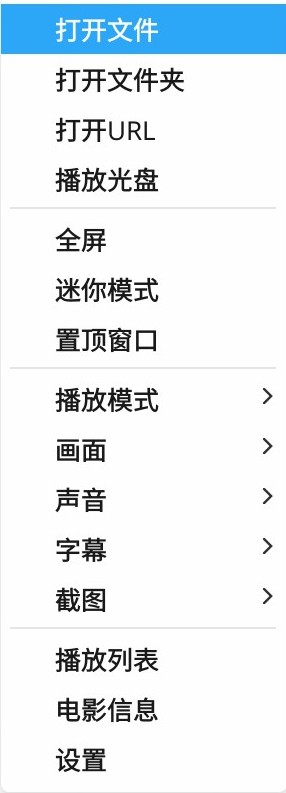 打开文件
打开文件夹
打开URL
播放光盘
全屏
迷你模式
置顶窗口
播放模式
画面
声音
字幕
截图
播放列表
电影信息
设置